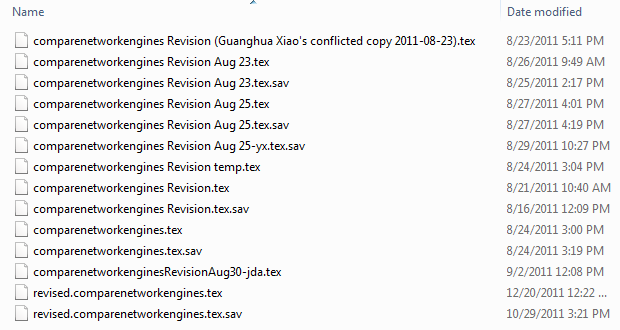 Name Date modified
comparenetworkengines Revision (Guanghua Xiao's conflicted copy 2011-08-23).tex 8/23/2011 5:11 PM
comparenetworkengines Revision Aug 23.tex 8/26/2011 9:49 AM
comparenetworkengines Revision Aug 23.tex.sav 8/25/2011 2:17 PM
comparenetworkengines Revision Aug 25.tex 8/27/2011 4:01 PM
comparenetworkengines Revision Aug 25.tex.sav 8/27/2011 4:19 PM
comparenetworkengines Revision Aug 25-yx.tex.sav 8/29/2011 10:27 PM
comparenetworkengines Revision temp.tex 8/24/2011 3:04 PM
comparenetworkengines Revision.tex 8/21/2011 10:40 AM
comparenetworkengines Revision.tex.sav 8/16/2011 12:09 PM
comparenetworkengines.tex 8/24/2011 3:00 PM
comparenetworkengines.tex.sav 8/24/2011 3:19 PM
comparenetworkenginesRevisionAug30-jda.tex 9/2/2011 12:08 PM
revised.comparenetworkengines.tex 12/20/2011 12:22 ...
revised.comparenetworkengines.tex.sav 10/29/2011 3:21 PM